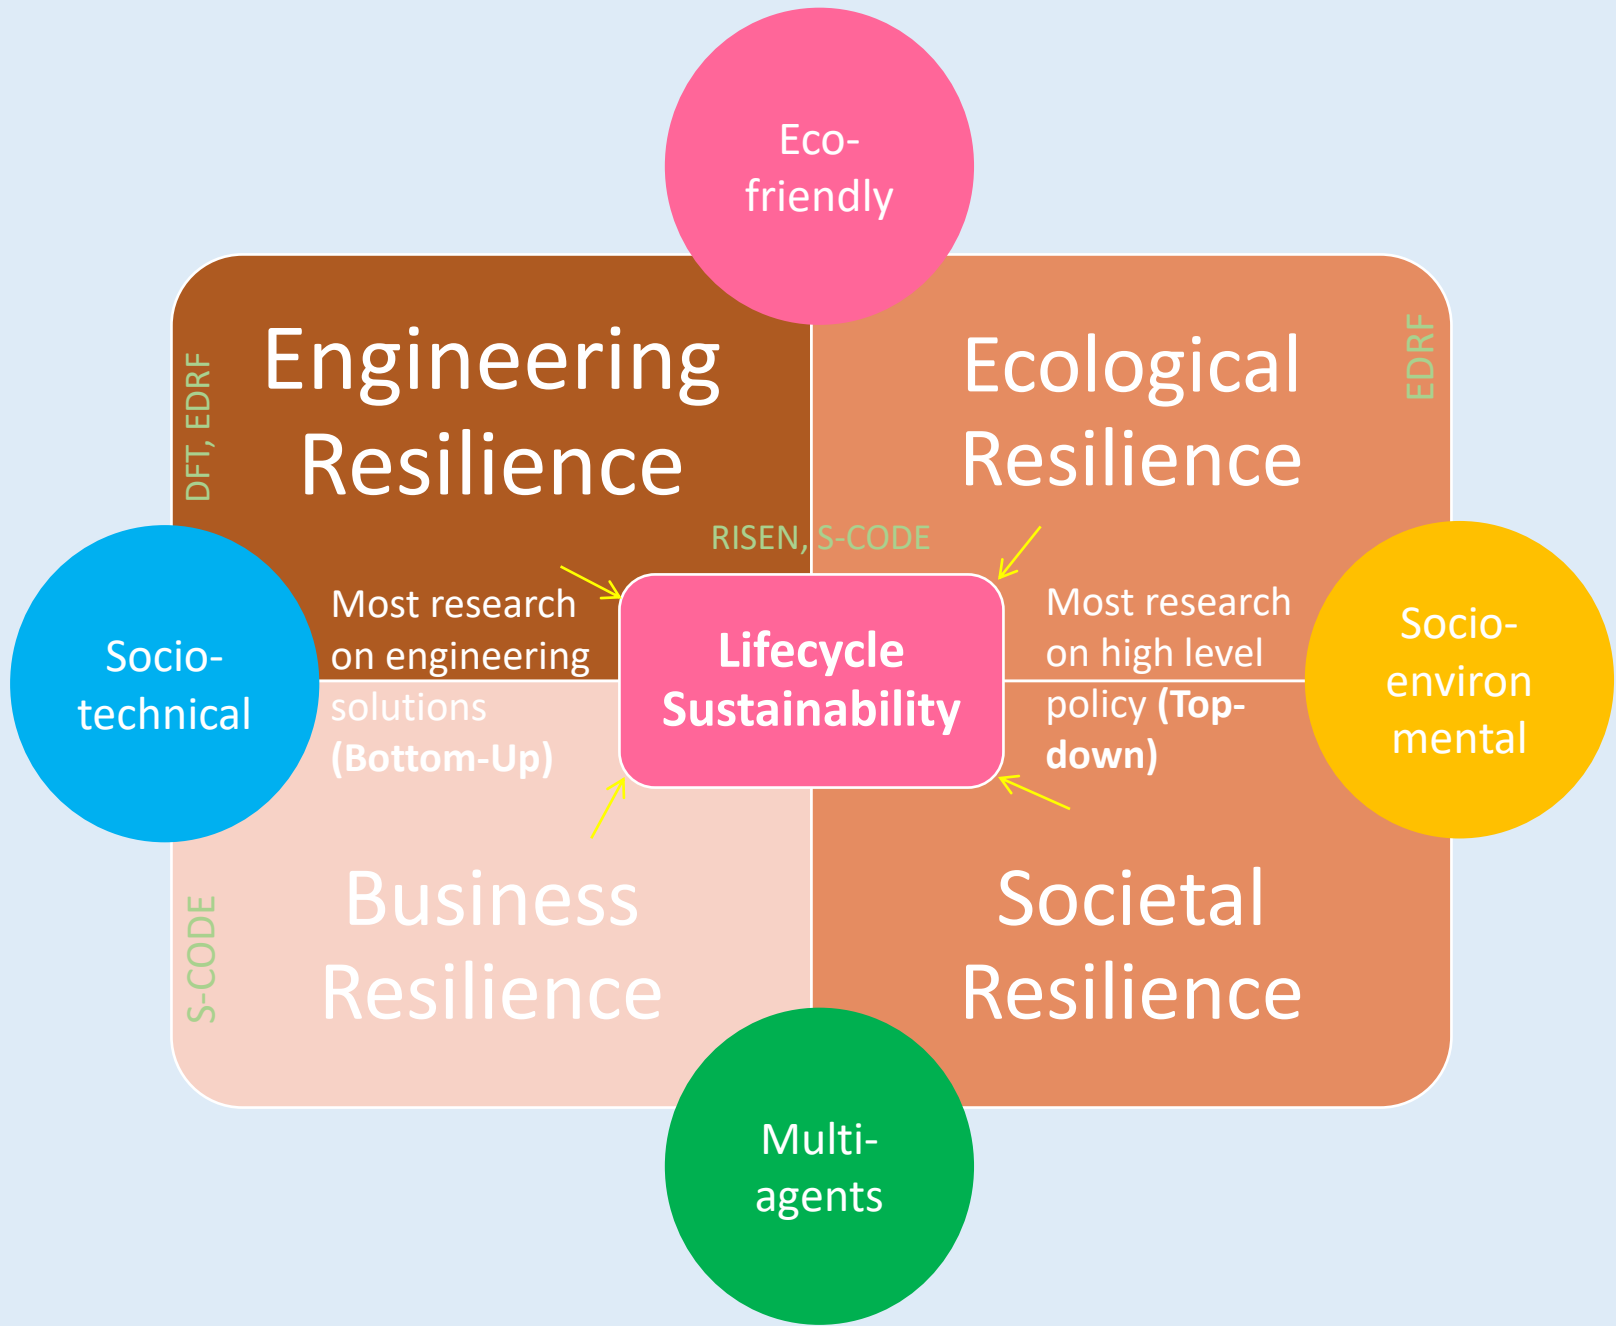 Eco-
friendly
Engineering
Resilience
DFT, EDRF
Ecological
Resilience
EDRF
RISEN, S-CODE
Socio-
technical
Most research
on engineering
solutions
(Bottom-Up)
Lifecycle
Sustainability
Most research
on high level
policy (Top-
down)
Socio-
environ
mental
Business
Resilience
S-CODE
Societal
Resilience
Multi-
agents